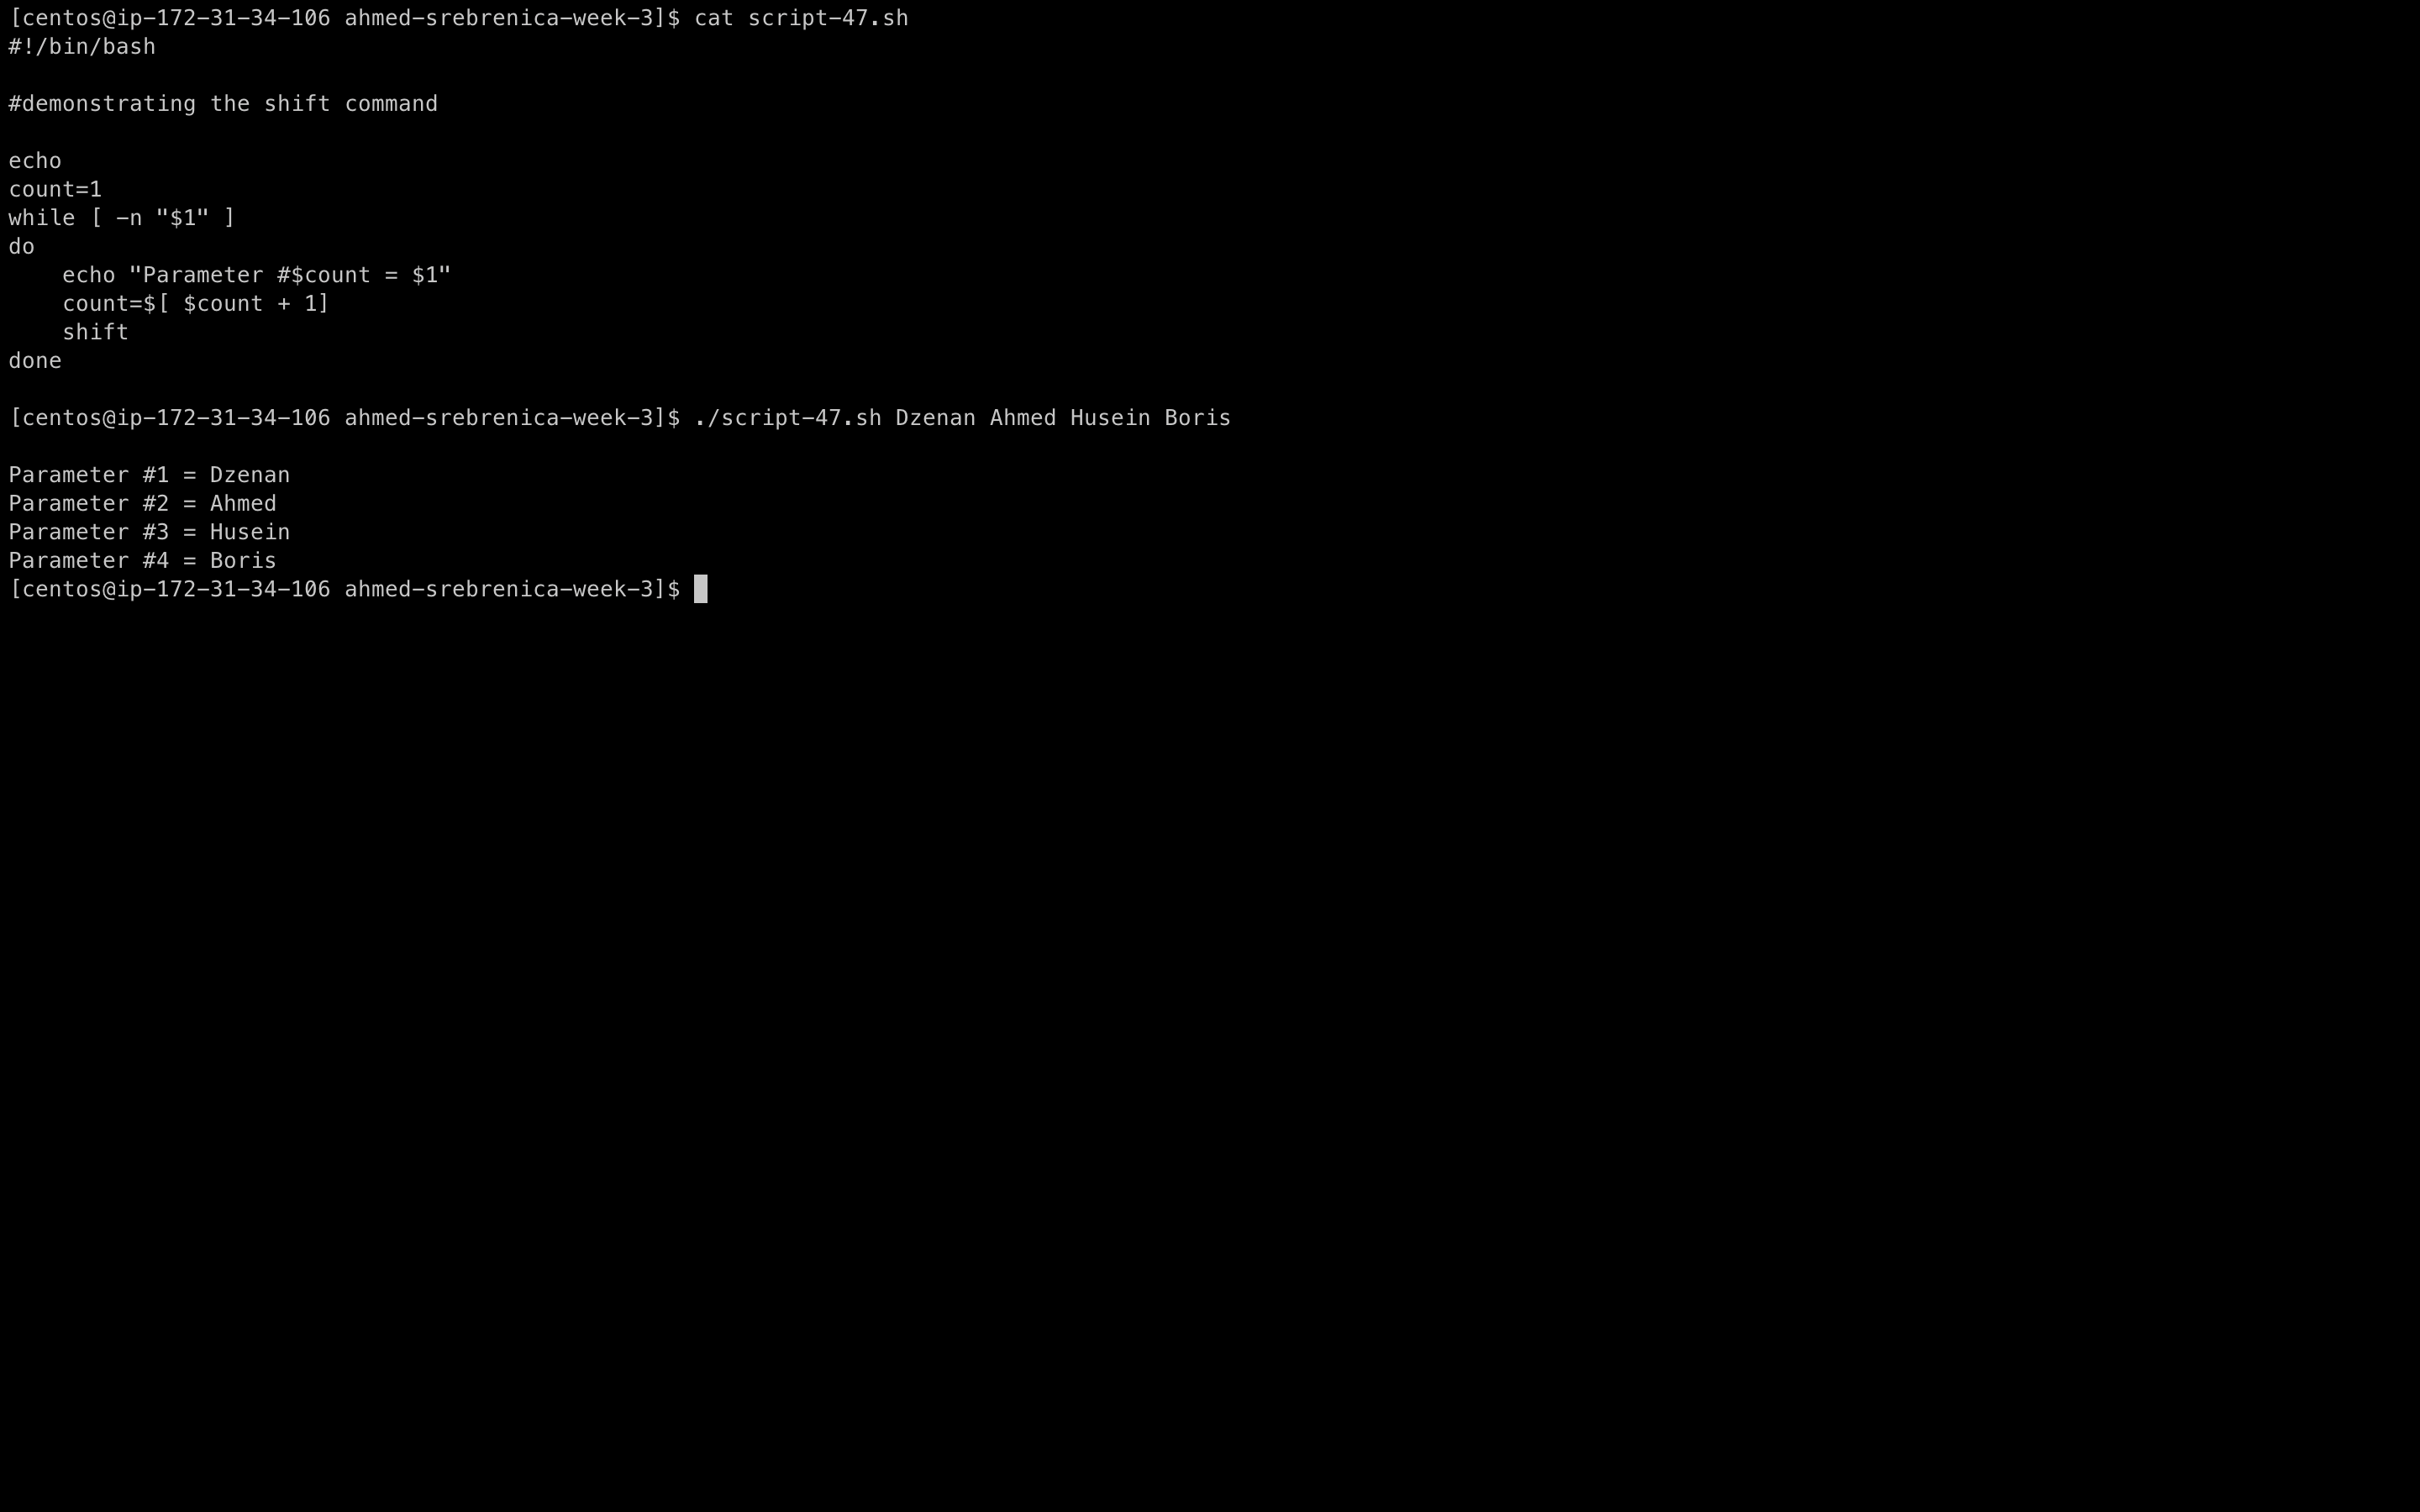 [centos@ip-172-31-34-106 ahmed-srebrenica-week-3]$ cat script-47.sh
#!/bin/bash

#demonstrating the shift command

echo
count=1
while [ -n "$1" ]
do
    echo "Parameter #$count = $1"
    count=$[ $count + 1]
    shift
done

[centos@ip-172-31-34-106 ahmed-srebrenica-week-3]$ ./script-47.sh Dzenan Ahmed Husein Boris

Parameter #1 = Dzenan
Parameter #2 = Ahmed
Parameter #3 = Husein
Parameter #4 = Boris
[centos@ip-172-31-34-106 ahmed-srebrenica-week-3]$